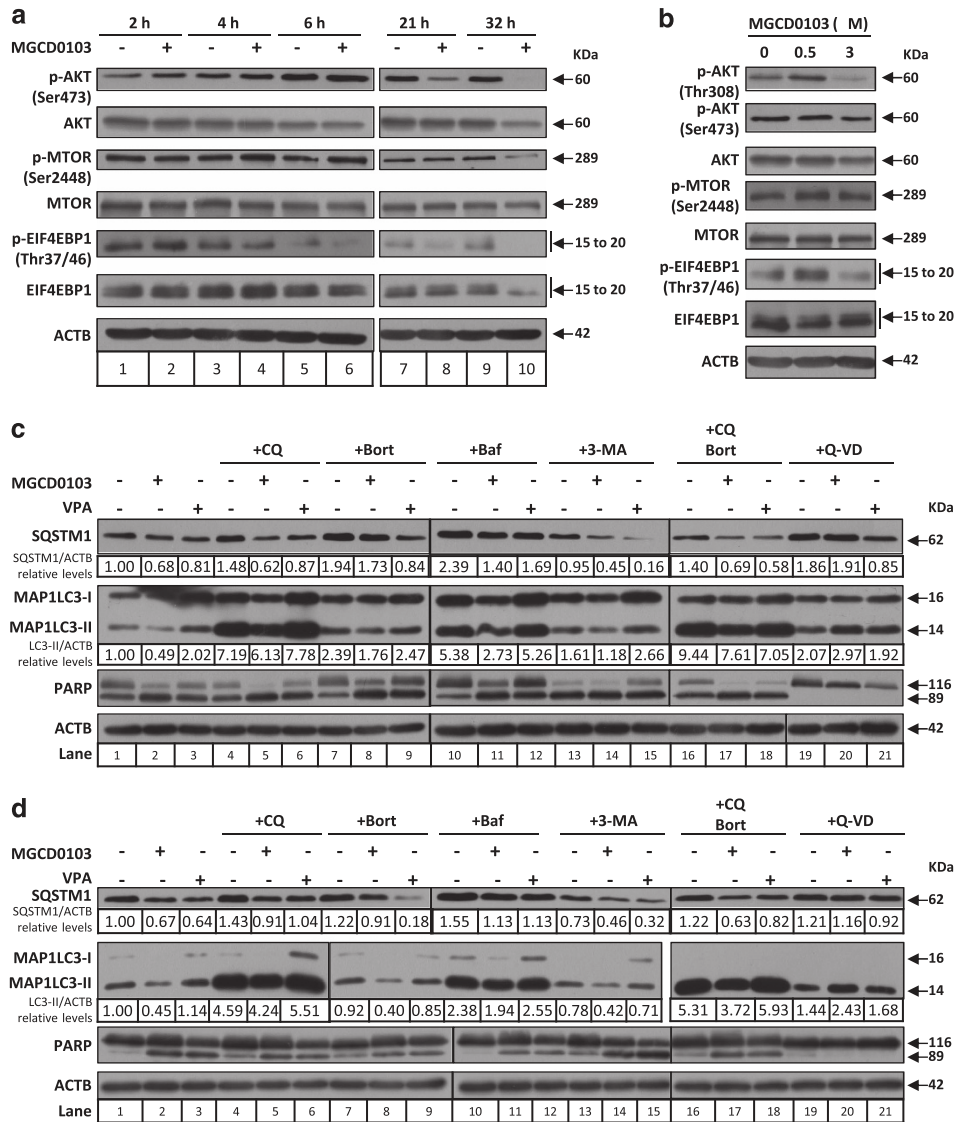 a
2 h 4 h 6 h 21 h 32 h
MGCD0103 - + - + - + - + - + KDa
p-AKT (Ser473) 60
AKT 60
p-MTOR (Ser2448) 289
MTOR 289
p-EIF4EBP1 (Thr37/46) 15 to 20
EIF4EBP1 15 to 20
ACTB 42
1 2 3 4 5 6 7 8 9 10
b
MGCD0103 ( M)
0 0.5 3 KDa
p-AKT (Thr308) 60
p-AKT (Ser473) 60
AKT 60
p-MTOR (Ser2448) 289
MTOR 289
p-EIF4EBP1 (Thr37/46) 15 to 20
EIF4EBP1 15 to 20
ACTB 42
c
+CQ +Bort +Baf +3-MA +CQ Bort +Q-VD
MGCD0103 - + - - + - - + - - + - - + - - + - - + -
VPA - - + - - + - - + - - + - - + - - + - - + KDa
SQSTM1 62
SQSTM1/ACTB relative levels 1.00 0.68 0.81 1.48 0.62 0.87 1.94 1.73 0.84 2.39 1.40 1.69 0.95 0.45 0.16 1.40 0.69 0.58 1.86 1.91 0.85
MAP1LC3-I 16
MAP1LC3-II 14
LC3-II/ACTB relative levels 1.00 0.49 2.02 7.19 6.13 7.78 2.39 1.76 2.47 5.38 2.73 5.26 1.61 1.18 2.66 9.44 7.61 7.05 2.07 2.97 1.92
PARP 116
89
ACTB 42
Lane 1 2 3 4 5 6 7 8 9 10 11 12 13 14 15 16 17 18 19 20 21
d
+CQ +Bort +Baf +3-MA +CQ Bort +Q-VD
MGCD0103 - + - - + - - + - - + - - + - - + - - + -
VPA - - + - - + - - + - - + - - + - - + - - + KDa
SQSTM1 62
SQSTM1/ACTB relative levels 1.00 0.67 0.64 1.43 0.91 1.04 1.22 0.91 0.18 1.55 1.13 1.13 0.73 0.46 0.32 1.22 0.63 0.82 1.21 1.16 0.92
MAP1LC3-I 16
MAP1LC3-II 14
LC3-II/ACTB relative levels 1.00 0.45 1.14 4.59 4.24 5.51 0.92 0.40 0.85 2.38 1.94 2.55 0.78 0.42 0.71 5.31 3.72 5.93 1.44 2.43 1.68
PARP 116
89
ACTB 42
Lane 1 2 3 4 5 6 7 8 9 10 11 12 13 14 15 16 17 18 19 20 21